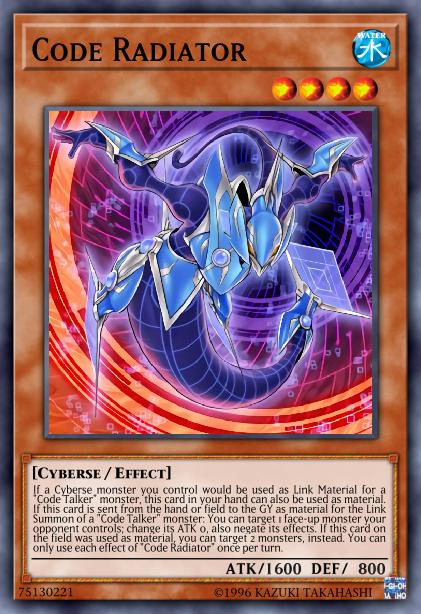 CODE RADIATOR
WATER
水
[CYBERSE / EFFECT]
If a Cyberse monster you control would be used as Link Material for a
"Code Talker" monster, this card in your hand can also be used as material.
If this card is sent from the hand or field to the GY as material for the Link
Summon of a "Code Talker" monster: You can target 1 face-up monster your
opponent controls; change its ATK 0, also negate its effects. If this card on
the field was used as material, you can target 2 monsters, instead. You can
only use each effect of "Code Radiator" once per turn.
ATK/1600 DEF/ 800
75130221
©1996 KAZUKI TAKAHASHI